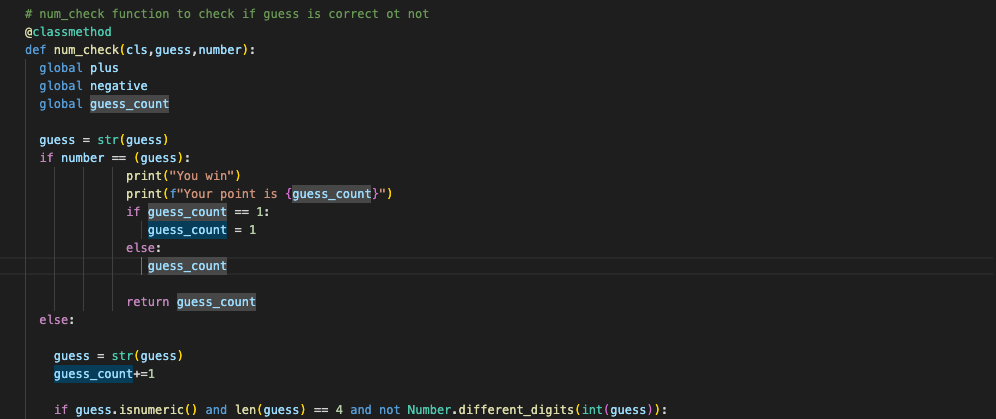 # num_check function to check if guess is correct ot not
@classmethod
def num_check(cls,guess,number):
global plus
global negative
global guess_count
guess = str(guess)
if number == (guess):
print("You win")
print(f"Your point is {guess_count}")
if guess_count == 1:
guess_count = 1
else:
guess_count
return guess_count
else:
guess = str(guess)
guess_count+=1
if guess.isnumeric() and len(guess) == 4 and not Number.different_digits(int(guess)):